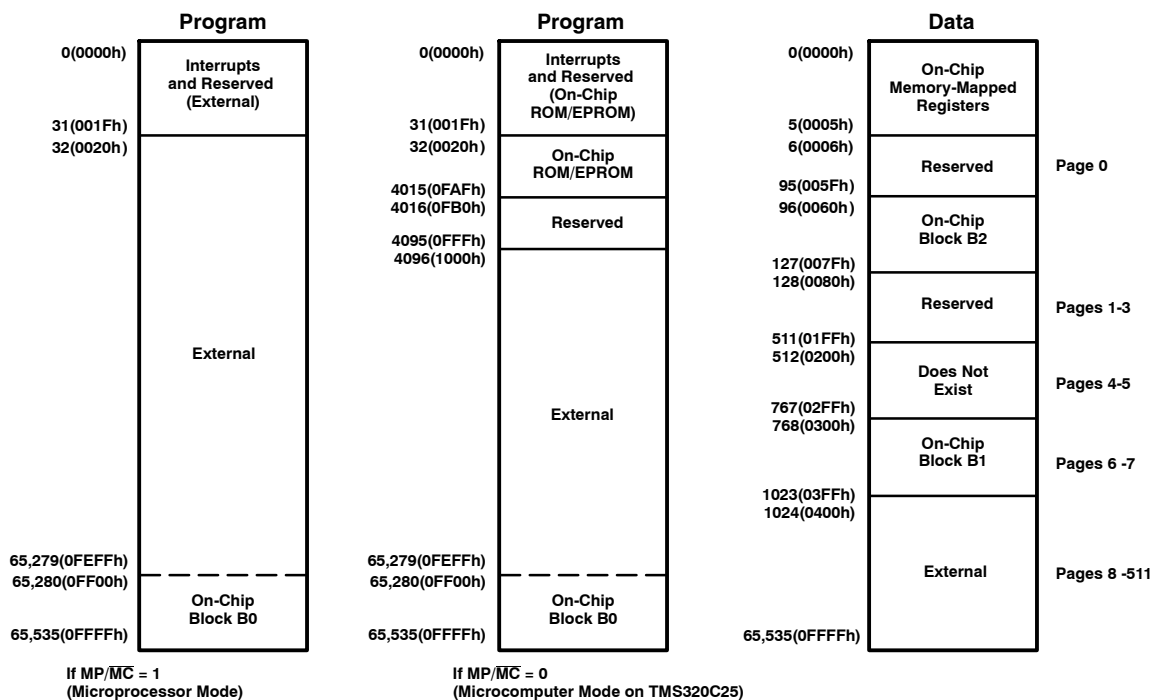 Program
0(0000h)
Interrupts
and Reserved
(External)
31(001Fh)
32(0020h)
External
65,279(0FEFFh)
65,280(0FF00h)
On-Chip
Block B0
65,535(0FFFFh)
If MP/M̅C̅ = 1
(Microprocessor Mode)
Program
0(0000h)
Interrupts
and Reserved
(On-Chip
ROM/EPROM)
31(001Fh)
32(0020h)
On-Chip
ROM/EPROM
4015(0FAFh)
4016(0FB0h)
Reserved
4095(0FFFh)
4096(1000h)
External
65,279(0FEFFh)
65,280(0FF00h)
On-Chip
Block B0
65,535(0FFFFh)
If MP/M̅C̅ = 0
(Microcomputer Mode on TMS320C25)
Data
0(0000h)
On-Chip
Memory-Mapped
Registers
5(0005h)
6(0006h)
Reserved
Page 0
95(005Fh)
96(0060h)
On-Chip
Block B2
127(007Fh)
128(0080h)
Reserved
Pages 1-3
511(01FFh)
512(0200h)
Does Not
Exist
Pages 4-5
767(02FFh)
768(0300h)
On-Chip
Block B1
Pages 6 -7
1023(03FFh)
1024(0400h)
External
Pages 8 -511
65,535(0FFFFh)